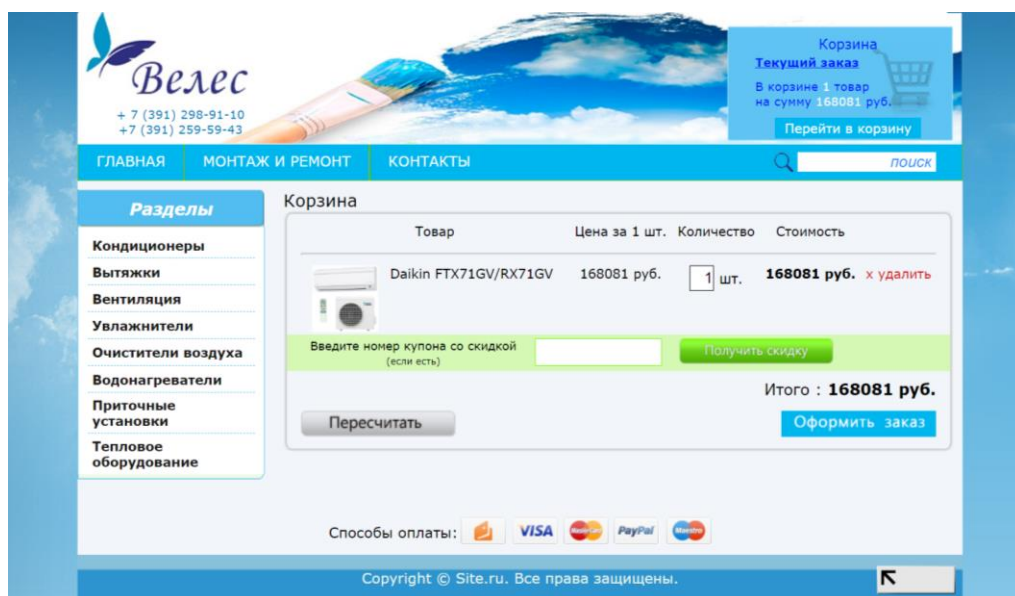 Велес
+ 7 (391) 298-91-10
+7 (391) 259-59-43
Корзина
Текущий заказ
В корзине 1 товар
на сумму 168081 руб.
Перейти в корзину
ГЛАВНАЯ МОНТАЖ И РЕМОНТ КОНТАКТЫ поиск
Разделы
Кондиционеры
Вытяжки
Вентиляция
Увлажнители
Очистители воздуха
Водонагреватели
Приточные
установки
Тепловое
оборудование
Корзина
Товар Цена за 1 шт. Количество Стоимость
Daikin FTX71GV/RX71GV 168081 руб. 1 шт. 168081 руб. х удалить
Введите номер купона со скидкой
(если есть)
Получить скидку
Итого : 168081 руб.
Пересчитать Оформить заказ
Способы оплаты: VISA MasterCard PayPal Maestro
Copyright © Site.ru. Все права защищены.